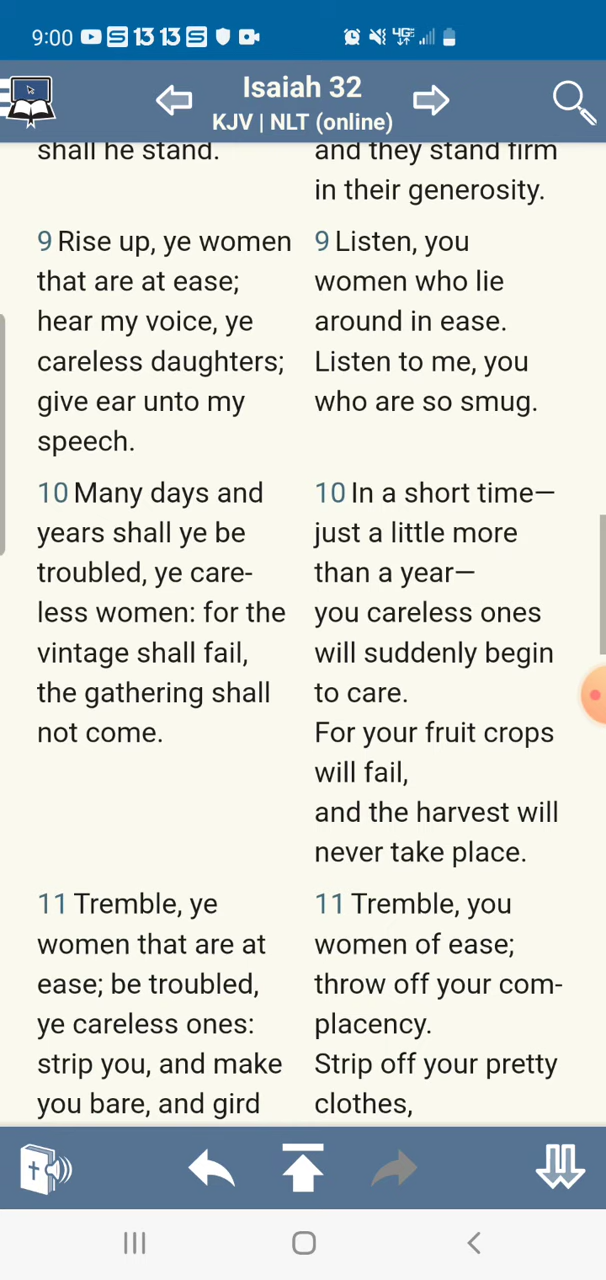 9:00 S 13 13 S 4GE
Isaiah 32
KJV | NLT (online)
shall he stand.
9 Rise up, ye women
that are at ease;
hear my voice, ye
careless daughters;
give ear unto my
speech.
10 Many days and
years shall ye be
troubled, ye care-
less women: for the
vintage shall fail,
the gathering shall
not come.
11 Tremble, ye
women that are at
ease; be troubled,
ye careless ones:
strip you, and make
you bare, and gird
and they stand firm
in their generosity.
9 Listen, you
women who lie
around in ease.
Listen to me, you
who are so smug.
10 In a short time—
just a little more
than a year—
you careless ones
will suddenly begin
to care.
For your fruit crops
will fail,
and the harvest will
never take place.
11 Tremble, you
women of ease;
throw off your com-
placency.
Strip off your pretty
clothes,